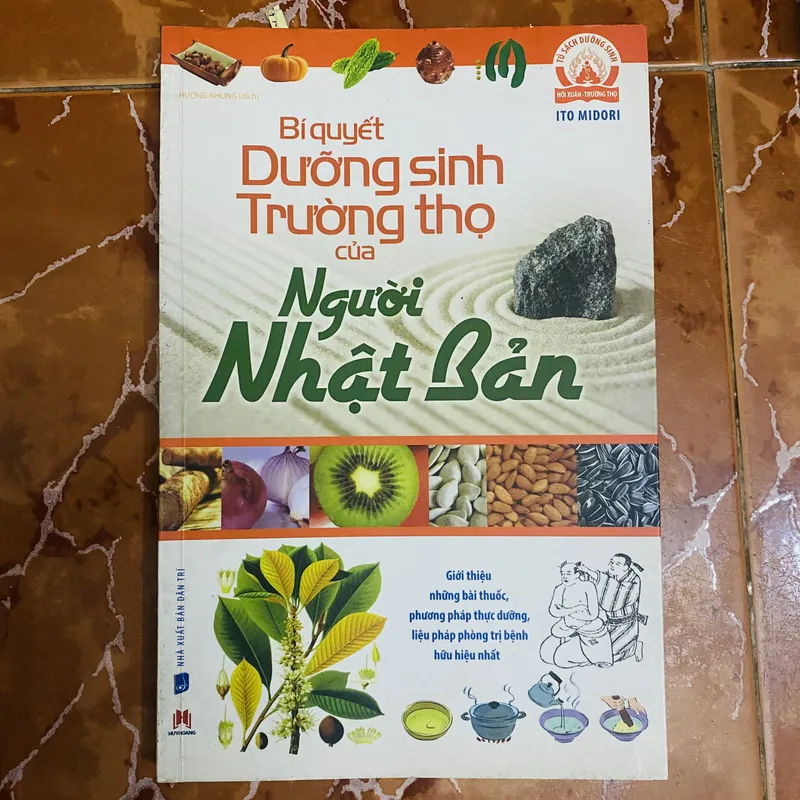 HƯƠNG NHUNG (dịch)
TỦ SÁCH DƯỠNG SINH
HỒI XUÂN - TRƯỜNG THỌ
ITO MIDORI
Bí quyết
Dưỡng sinh
Trường thọ
của
Người
Nhật Bản
Giới thiệu
những bài thuốc,
phương pháp thực dưỡng,
liệu pháp phòng trị bệnh
hữu hiệu nhất
NHÀ XUẤT BẢN DÂN TRÍ
HUYHOANG